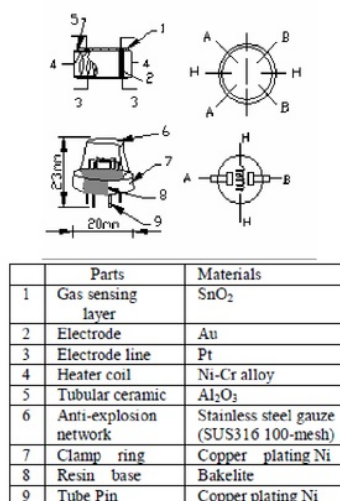 5 1
A B
4 4 H H
2
3 3 A B
6 H
7
23mm A B
8
9
20mm H
Parts Materials
1 Gas sensing layer SnO₂
2 Electrode Au
3 Electrode line Pt
4 Heater coil Ni-Cr alloy
5 Tubular ceramic Al₂O₃
6 Anti-explosion network Stainless steel gauze (SUS316 100-mesh)
7 Clamp ring Copper plating Ni
8 Resin base Bakelite
9 Tube Pin Copper plating Ni